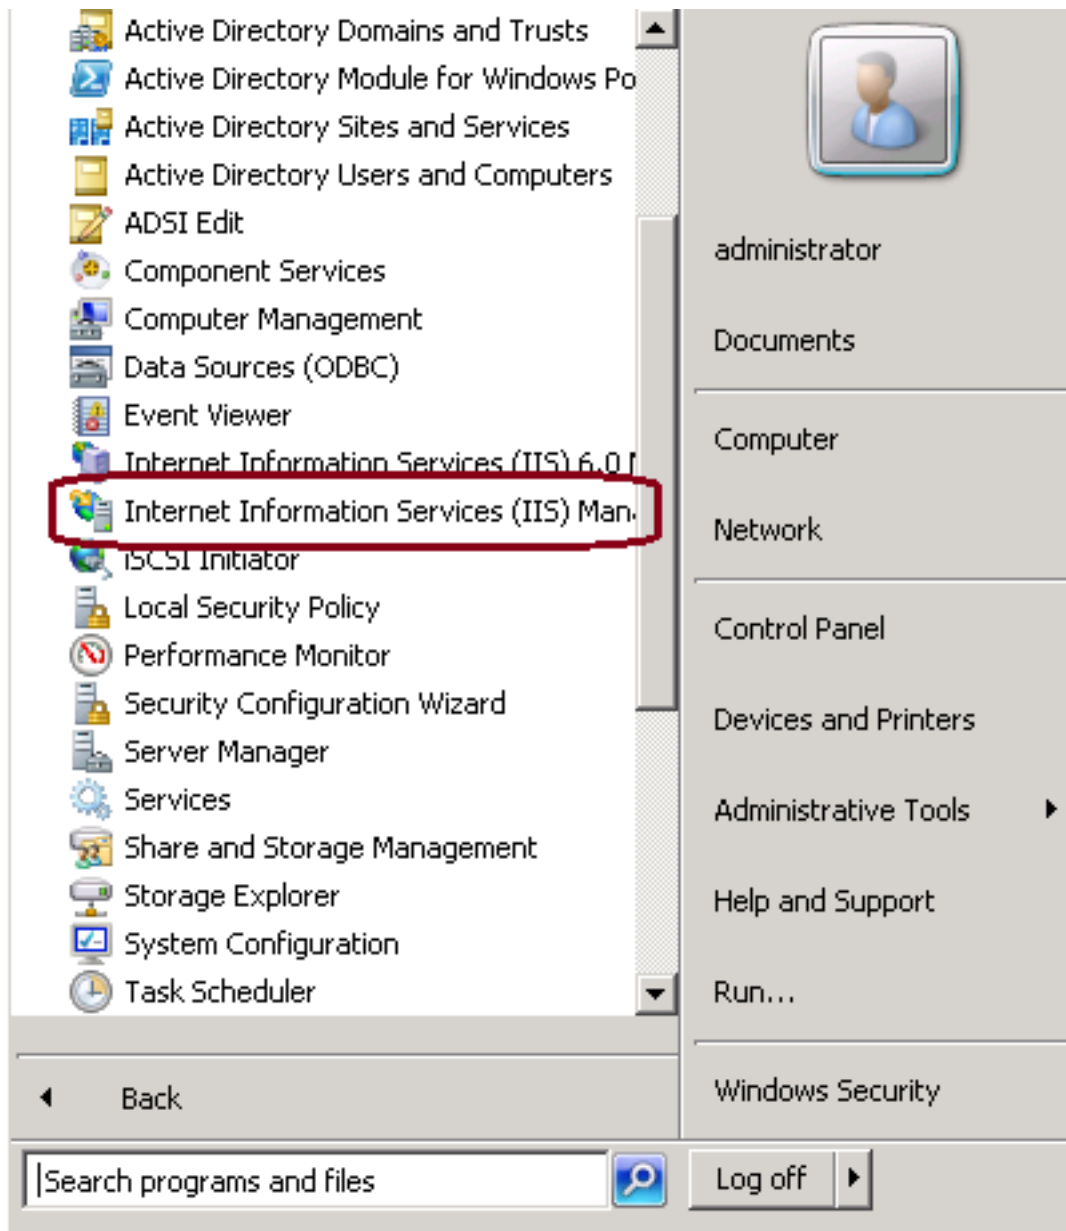 Active Directory Domains and Trusts
Active Directory Module for Windows Po
Active Directory Sites and Services
Active Directory Users and Computers
ADSI Edit
Component Services
Computer Management
Data Sources (ODBC)
Event Viewer
Internet Information Services (IIS) 6.0
Internet Information Services (IIS) Man
iSCSI Initiator
Local Security Policy
Performance Monitor
Security Configuration Wizard
Server Manager
Services
Share and Storage Management
Storage Explorer
System Configuration
Task Scheduler
Back
Search programs and files
administrator
Documents
Computer
Network
Control Panel
Devices and Printers
Administrative Tools
Help and Support
Run...
Windows Security
Log off